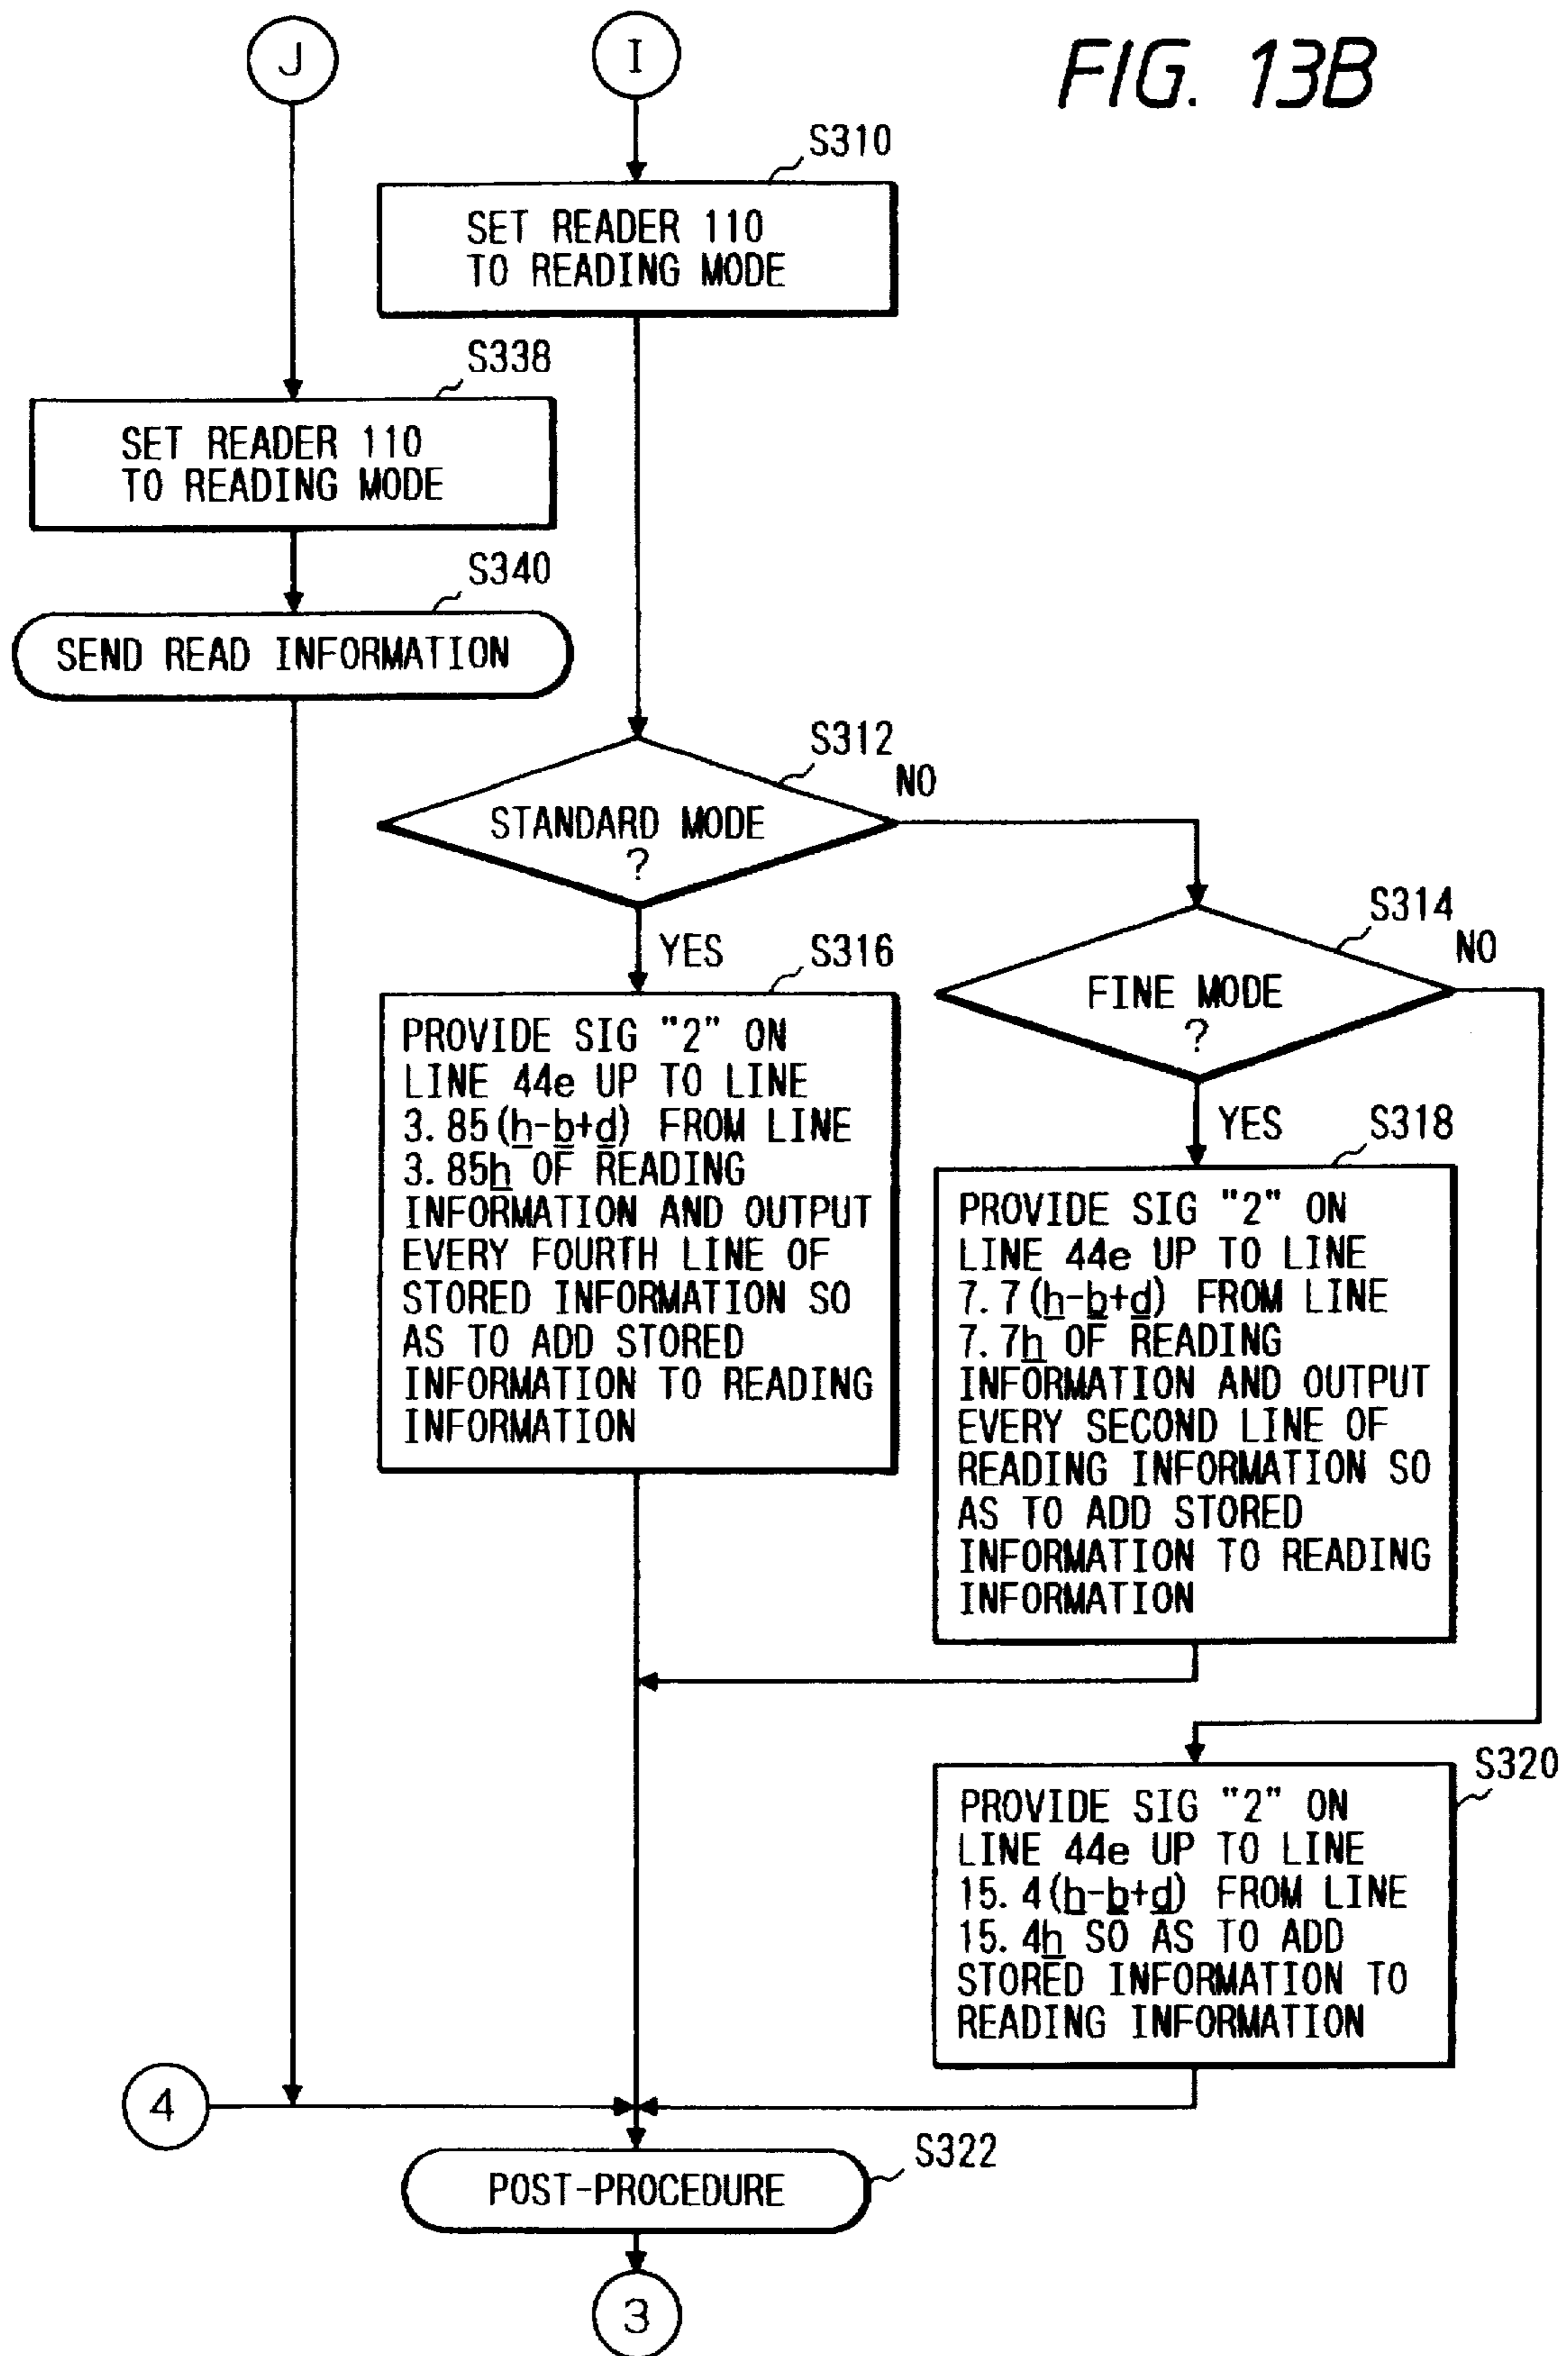 J
I
FIG. 13B
S310
SET READER 110
TO READING MODE
S338
SET READER 110
TO READING MODE
S340
SEND READ INFORMATION
S312
NO
STANDARD MODE
?
S314
NO
YES
S316
FINE MODE
?
PROVIDE SIG "2" ON
LINE 44e UP TO LINE
3.85(h-b+d) FROM LINE
3.85h OF READING
INFORMATION AND OUTPUT
EVERY FOURTH LINE OF
STORED INFORMATION SO
AS TO ADD STORED
INFORMATION TO READING
INFORMATION
YES
S318
PROVIDE SIG "2" ON
LINE 44e UP TO LINE
7.7(h-b+d) FROM LINE
7.7h OF READING
INFORMATION AND OUTPUT
EVERY SECOND LINE OF
READING INFORMATION SO
AS TO ADD STORED
INFORMATION TO READING
INFORMATION
S320
PROVIDE SIG "2" ON
LINE 44e UP TO LINE
15.4(h-b+d) FROM LINE
15.4h SO AS TO ADD
STORED INFORMATION TO
READING INFORMATION
4
S322
POST-PROCEDURE
3